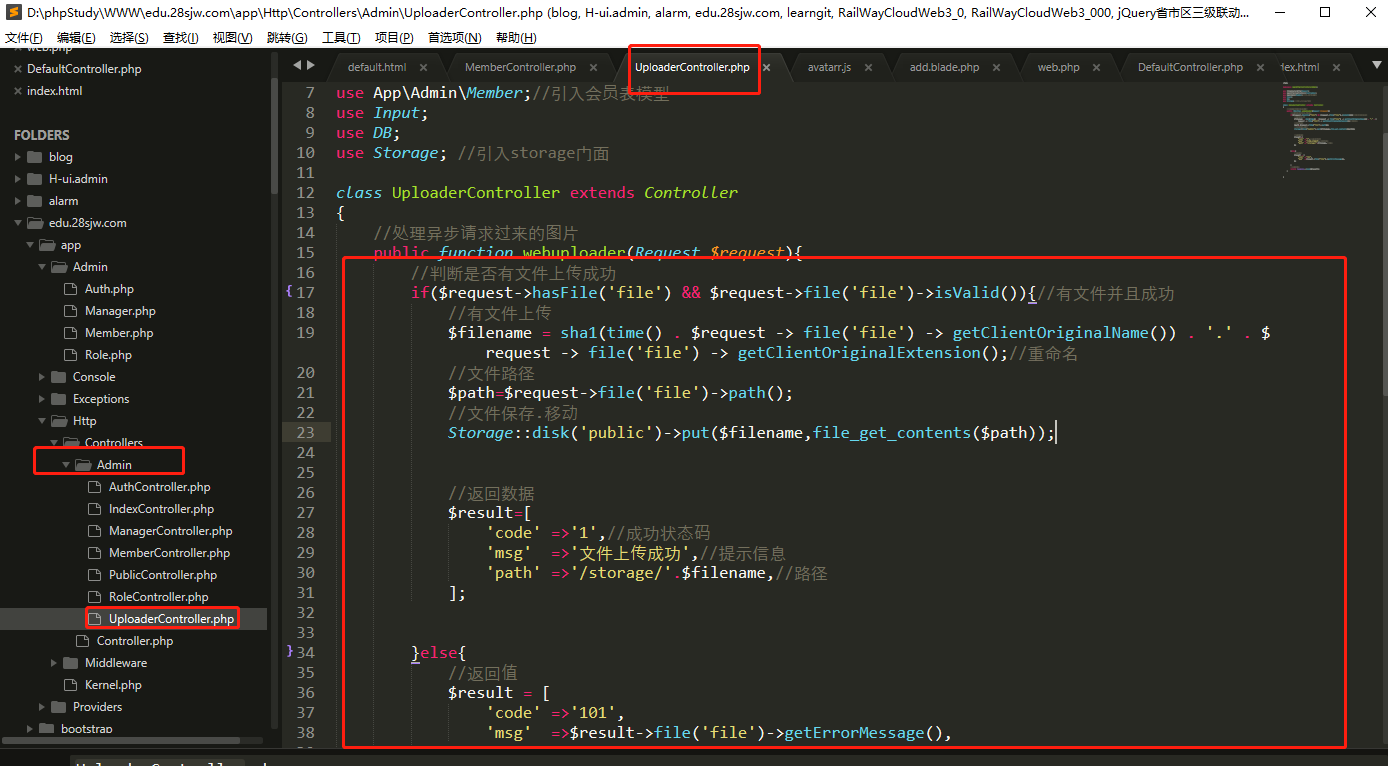 D:\phpStudy\WWW\edu.28sjw.com\app\Http\Controllers\Admin\UploaderController.php (blog, H-ui.admin, alarm, edu.28sjw.com, learngit, RailWayCloudWeb3_0, RailWayCloudWeb3_000, jQuery省市区三级联动...
文件(F) 编辑(E) 选择(S) 查找(I) 视图(V) 跳转(G) 工具(T) 项目(P) 首选项(N) 帮助(H)
web.php
DefaultController.php
index.html
FOLDERS
blog
H-ui.admin
alarm
edu.28sjw.com
app
Admin
Auth.php
Manager.php
Member.php
Role.php
Console
Exceptions
Http
Controllers
Admin
AuthController.php
IndexController.php
ManagerController.php
MemberController.php
PublicController.php
RoleController.php
UploaderController.php
Controller.php
Middleware
Kernel.php
Providers
bootstrap
default.html MemberController.php UploaderController.php avatarr.js add.blade.php web.php DefaultController.php dex.html
7 use App\Admin\Member;//引入会员表模型
8 use Input;
9 use DB;
10 use Storage; //引入storage门面
11
12 class UploaderController extends Controller
13 {
14 //处理异步请求过来的图片
15 public function webuploader(Request $request){
16 //判断是否有文件上传成功
17 if($request->hasFile('file') && $request->file('file')->isValid()){//有文件并且成功
18 //有文件上传
19 $filename = sha1(time() . $request -> file('file') -> getClientOriginalName()) . '.' . $
request -> file('file') -> getClientOriginalExtension();//重命名
20 //文件路径
21 $path=$request->file('file')->path();
22 //文件保存.移动
23 Storage::disk('public')->put($filename,file_get_contents($path));
24
25
26 //返回数据
27 $result=[
28 'code' =>'1',//成功状态码
29 'msg' =>'文件上传成功',//提示信息
30 'path' =>'/storage/'.$filename,//路径
31 ];
32
33
34 }else{
35 //返回值
36 $result = [
37 'code' =>'101',
38 'msg' =>$result->file('file')->getErrorMessage(),